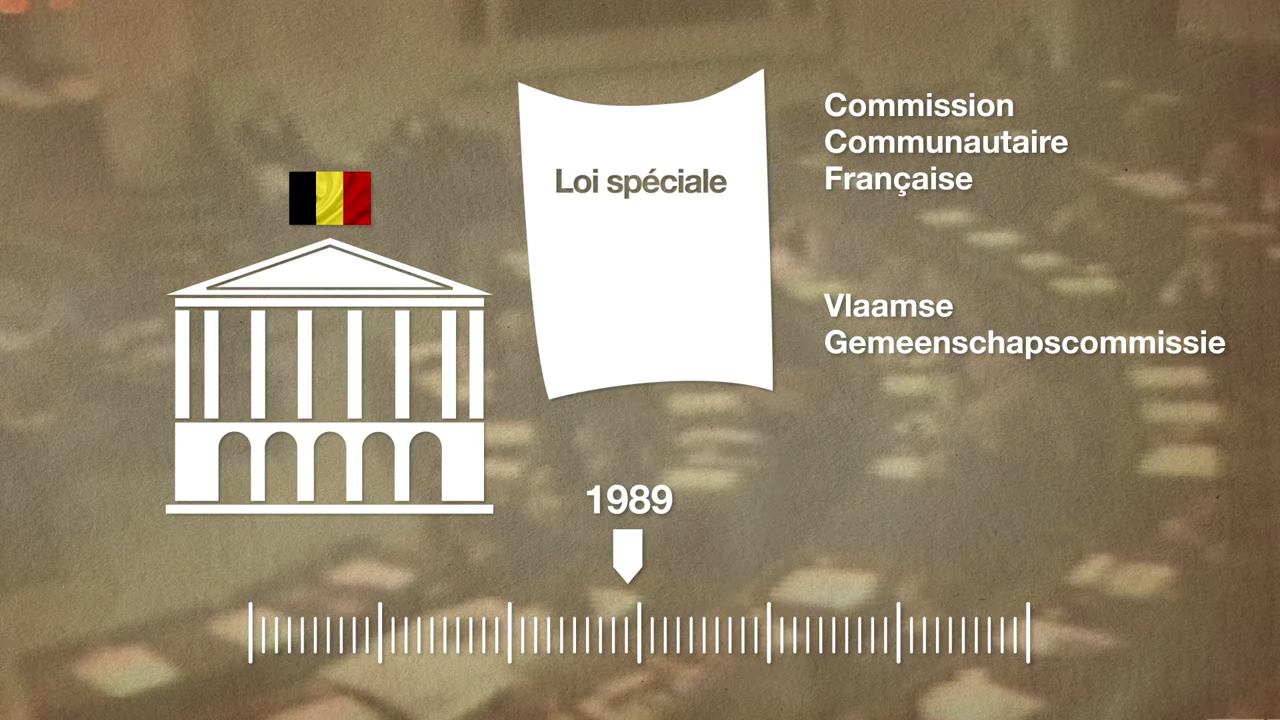 Loi spéciale
Commission
Communautaire
Française
Vlaamse
Gemeenschapscommissie
1989